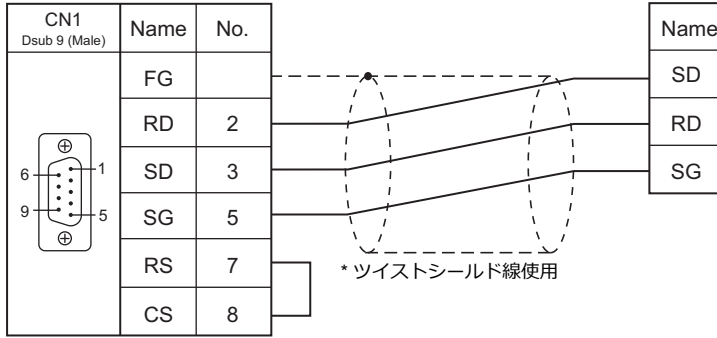 CN1
Dsub 9 (Male)
Name No.
FG
RD 2
SD 3
SG 5
RS 7
CS 8
6 1
9 5
* ツイストシールド線使用
Name
SD
RD
SG